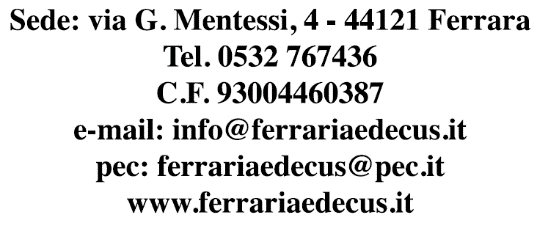 Sede: via G. Mentessi, 4 - 44121 Ferrara
Tel. 0532 767436
C.F. 93004460387
e-mail: info@ferrariaedecus.it
pec: ferrariaedecus@pec.it
www.ferrariaedecus.it